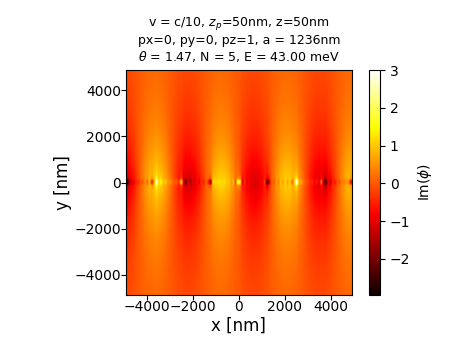 v = c/10, z_p=50nm, z=50nm
px=0, py=0, pz=1, a = 1236nm
θ = 1.47, N = 5, E = 43.00 meV
y [nm]
4000
2000
0
−2000
−4000
−4000 −2000 0 2000 4000
x [nm]
3
2
1
0
−1
−2
Im(ϕ)